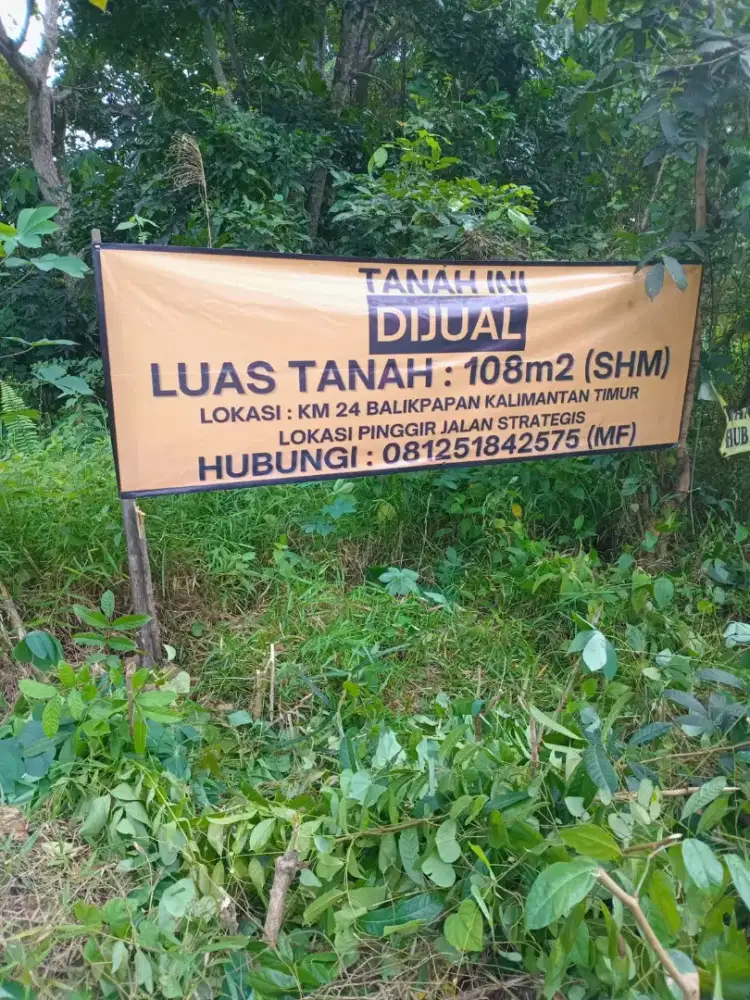 TANAH INI
DIJUAL
LUAS TANAH : 108m2 (SHM)
LOKASI : KM 24 BALIKPAPAN KALIMANTAN TIMUR
LOKASI PINGGIR JALAN STRATEGIS
HUBUNGI : 081251842575 (MF)
HUB